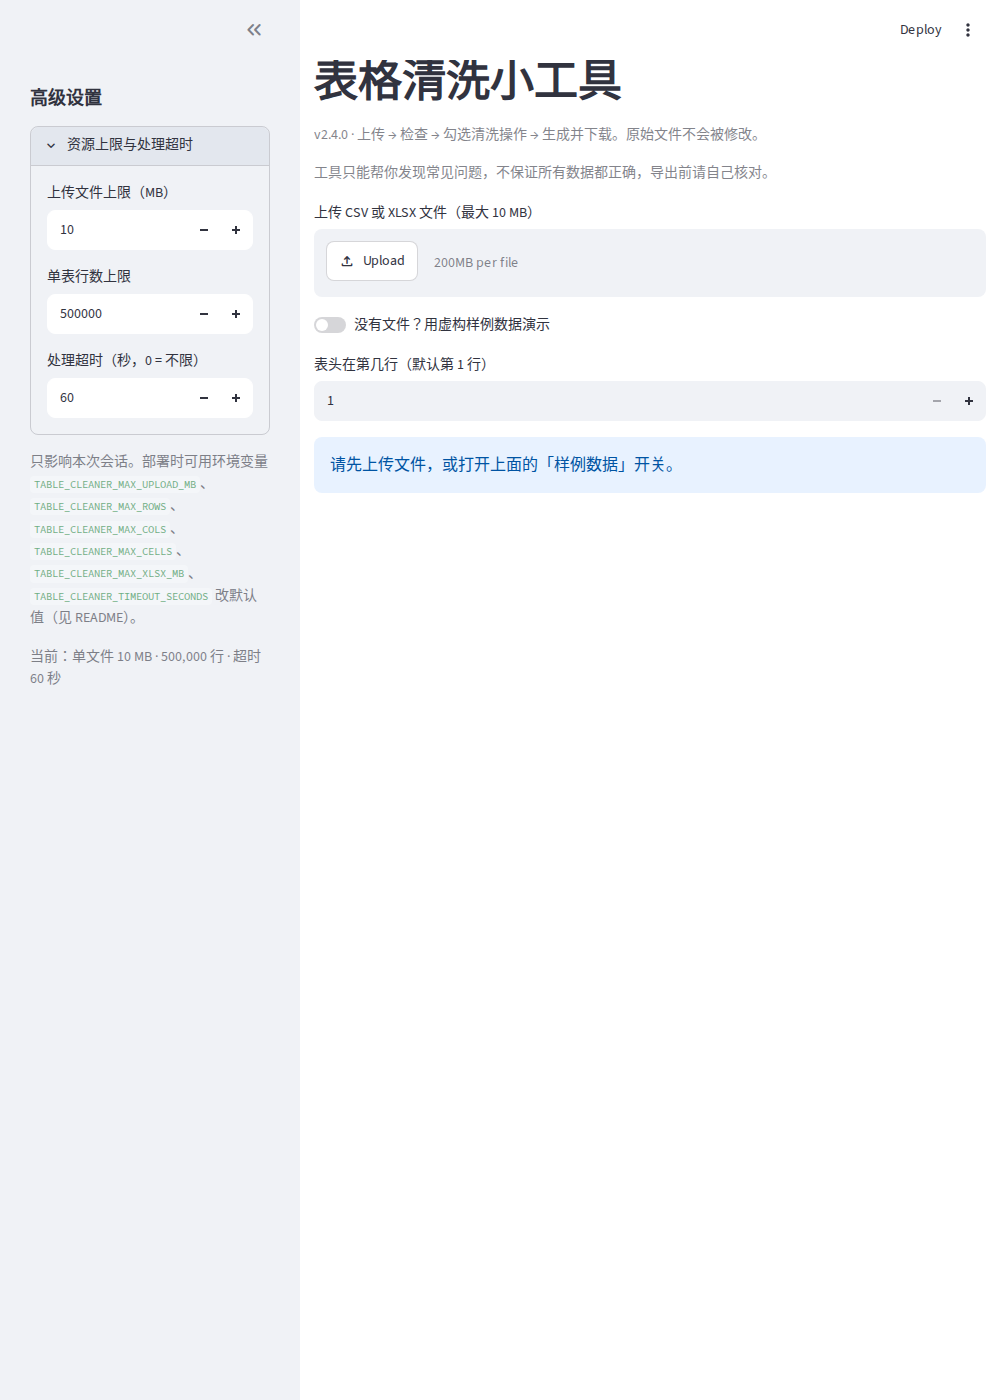 高级设置
资源上限与处理超时
上传文件上限（MB）
10
单表行数上限
500000
处理超时（秒，0 = 不限）
60
只影响本次会话。部署时可用环境变量
TABLE_CLEANER_MAX_UPLOAD_MB 、
TABLE_CLEANER_MAX_ROWS 、
TABLE_CLEANER_MAX_COLS 、
TABLE_CLEANER_MAX_CELLS 、
TABLE_CLEANER_MAX_XLSX_MB 、
TABLE_CLEANER_TIMEOUT_SECONDS 改默认
值（见 README）。
当前：单文件 10 MB · 500,000 行 · 超时
60 秒
Deploy
表格清洗小工具
v2.4.0 · 上传 → 检查 → 勾选清洗操作 → 生成并下载。原始文件不会被修改。
工具只能帮你发现常见问题，不保证所有数据都正确，导出前请自己核对。
上传 CSV 或 XLSX 文件（最大 10 MB）
Upload
200MB per file
没有文件？用虚构样例数据演示
表头在第几行（默认第 1 行）
1
请先上传文件，或打开上面的「样例数据」开关。